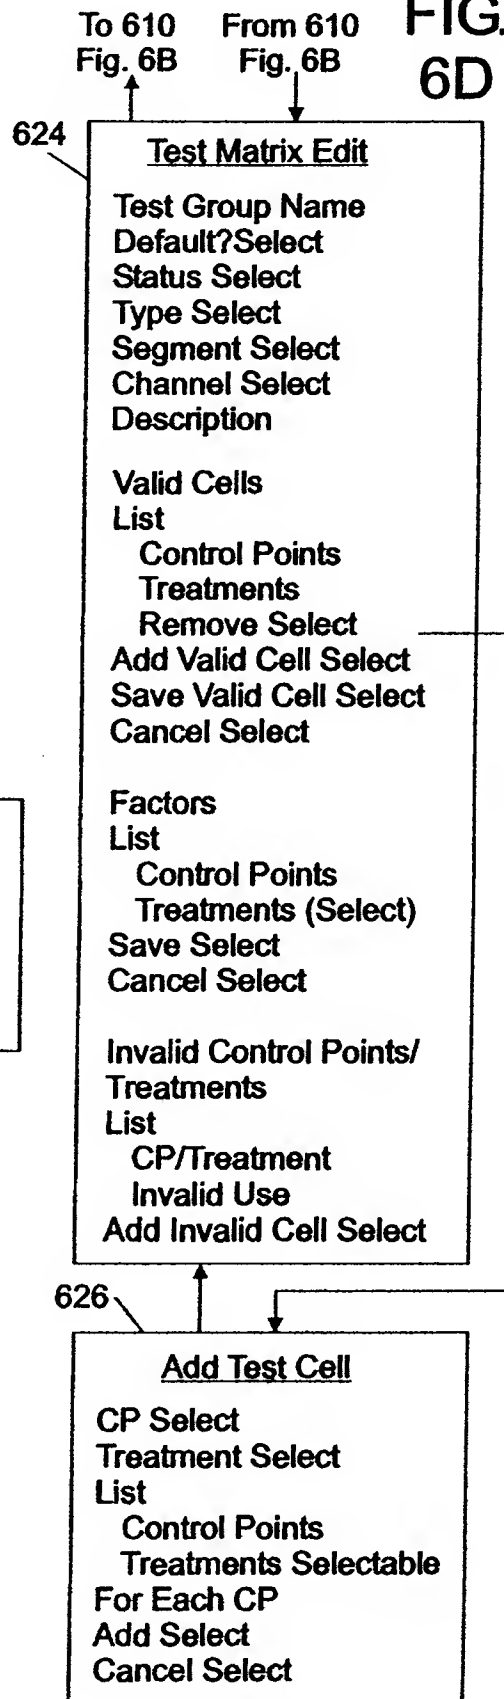 To 610 From 610 FIG.
Fig. 6B Fig. 6B 6D
624
Test Matrix Edit
Test Group Name
Default?Select
Status Select
Type Select
Segment Select
Channel Select
Description
Valid Cells
List
Control Points
Treatments
Remove Select
Add Valid Cell Select
Save Valid Cell Select
Cancel Select
Factors
List
Control Points
Treatments (Select)
Save Select
Cancel Select
Invalid Control Points/
Treatments
List
CP/Treatment
Invalid Use
Add Invalid Cell Select
626
Add Test Cell
CP Select
Treatment Select
List
Control Points
Treatments Selectable
For Each CP
Add Select
Cancel Select